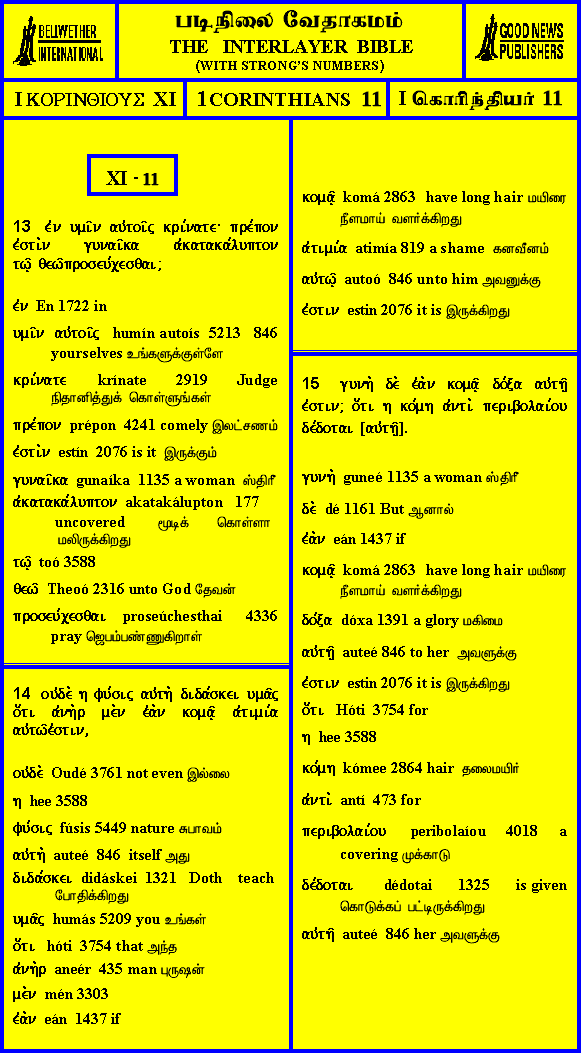 BELLWETHER
INTERNATIONAL
படிநிலை வேதாகமம்
THE INTERLAYER BIBLE
(WITH STRONG'S NUMBERS)
GOOD NEWS
PUBLISHERS
I ΚΟΡΙΝΘΙΟΥΣ XI
1 CORINTHIANS 11
I கொரிந்தியர் 11
XI - 11
13 ἐν υμῖν αὐτοῖς κρίνατε· πρέπον
ἐστὶν γυναῖκα ἀκατακάλυπτον
τῷ θεῷπροσεύχεσθαι;
ἐν En 1722 in
υμῖν αὐτοῖς humín autoís 5213 846
yourselves உங்களுக்குள்ளே
κρίνατε krínate 2919 Judge
நிதானித்துக் கொள்ளுங்கள்
πρέπον prépon 4241 comely இலட்சணம்
ἐστὶν estín 2076 is it இருக்கும்
γυναῖκα gunaíka 1135 a woman ஸ்திரீ
ἀκατακάλυπτον akatakálupton 177
uncovered மூடிக் கொள்ளா
மலிருக்கிறது
τῷ toó 3588
θεῷ Theoó 2316 unto God தேவன்
προσεύχεσθαι proseúchesthai 4336
pray ஜெபம்பண்ணுகிறாள்
14 οὐδὲ η φύσις αὐτὴ διδάσκει υμᾶς
ὅτι ἀνὴρ μὲν ἐὰν κομᾷ ἀτιμία
αὐτῷἐστιν,
οὐδὲ Oudé 3761 not even இல்லை
η hee 3588
φύσις fúsis 5449 nature சுபாவம்
αὐτὴ auteé 846 itself அது
διδάσκει didáskei 1321 Doth teach
போதிக்கிறது
υμᾶς humás 5209 you உங்கள்
ὅτι hóti 3754 that அந்த
ἀνὴρ aneér 435 man புருஷன்
μὲν mén 3303
ἐὰν eán 1437 if
κομᾷ komá 2863 have long hair மயிரை
நீளமாய் வளர்க்கிறது
ἀτιμία atimía 819 a shame கனவீனம்
αὐτῷ autoó 846 unto him அவனுக்கு
ἐστιν estin 2076 it is இருக்கிறது
15 γυνὴ δὲ ἐὰν κομᾷ δόξα αὐτῇ
ἐστιν; ὅτι η κόμη ἀντὶ περιβολαίου
δέδοται [αὐτῇ].
γυνὴ guneé 1135 a woman ஸ்திரீ
δὲ dé 1161 But ஆனால்
ἐὰν eán 1437 if
κομᾷ komá 2863 have long hair மயிரை
நீளமாய் வளர்க்கிறது
δόξα dóxa 1391 a glory மகிமை
αὐτῇ auteé 846 to her அவளுக்கு
ἐστιν estin 2076 it is இருக்கிறது
ὅτι Hóti 3754 for
η hee 3588
κόμη kómee 2864 hair தலைமயிர்
ἀντὶ antí 473 for
περιβολαίου peribolaíou 4018 a
covering முக்காடு
δέδοται dédotai 1325 is given
கொடுக்கப் பட்டிருக்கிறது
αὐτῇ auteé 846 her அவளுக்கு